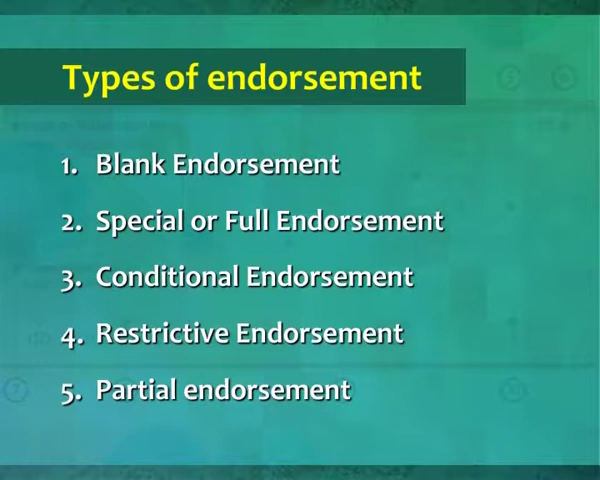 Types of endorsement
1. Blank Endorsement
2. Special or Full Endorsement
3. Conditional Endorsement
4. Restrictive Endorsement
5. Partial endorsement